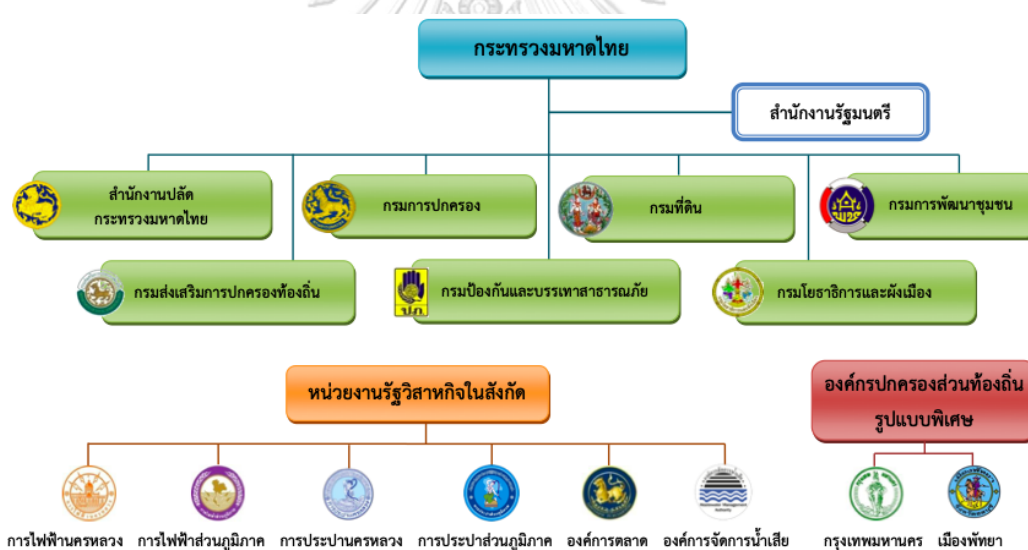 กระทรวงมหาดไทย
สำนักงานรัฐมนตรี
สำนักงานปลัด
กระทรวงมหาดไทย
กรมการปกครอง
กรมที่ดิน
กรมการพัฒนาชุมชน
กรมส่งเสริมการปกครองท้องถิ่น
ปภ.
กรมป้องกันและบรรเทาสาธารณภัย
กรมโยธาธิการและผังเมือง
หน่วยงานรัฐวิสาหกิจในสังกัด
องค์กรปกครองส่วนท้องถิ่น
รูปแบบพิเศษ
การไฟฟ้านครหลวง
การไฟฟ้าส่วนภูมิภาค
การประปานครหลวง
การประปาส่วนภูมิภาค
องค์การตลาด
องค์การจัดการน้ำเสีย
กรุงเทพมหานคร
เมืองพัทยา